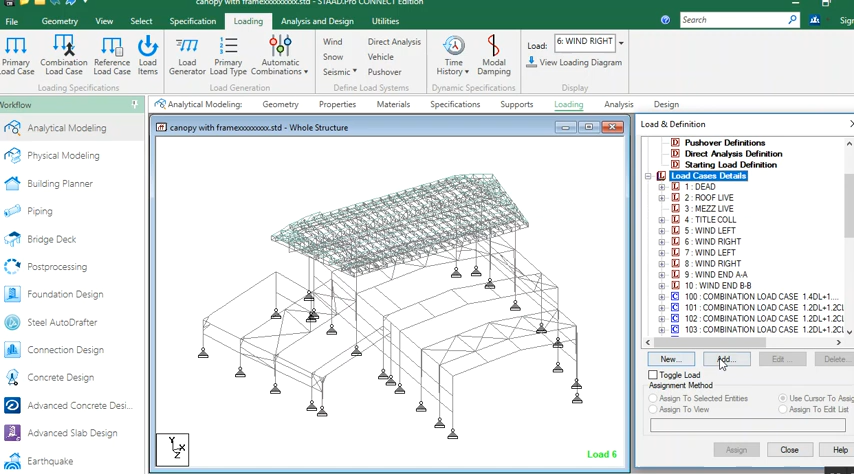 canopy with framexxxxxxxxx.std - STAAD.Pro CONNECT Edition
File Geometry View Select Specification Loading Analysis and Design Utilities Search Sign
Primary Load Case
Combination Load Case
Reference Load Case
Load Items
Loading Specifications
Load Generator
Primary Load Type
Automatic Combinations
Load Generation
Wind
Snow
Seismic
Direct Analysis
Vehicle
Pushover
Define Load Systems
Time History
Modal Damping
Dynamic Specifications
Load: 6: WIND RIGHT
View Loading Diagram
Display
Workflow
Analytical Modeling
Physical Modeling
Building Planner
Piping
Bridge Deck
Postprocessing
Foundation Design
Steel AutoDrafter
Connection Design
Concrete Design
Advanced Concrete Desi...
Advanced Slab Design
Earthquake
Analytical Modeling: Geometry Properties Materials Specifications Supports Loading Analysis Design
canopy with framexxxxxxxxx.std - Whole Structure
Y
X
Z
Load 6
Load & Definition
Pushover Definitions
Direct Analysis Definition
Starting Load Definition
Load Cases Details
1 : DEAD
2 : ROOF LIVE
3 : MEZZ LIVE
4 : TITLE COLL
5 : WIND LEFT
6 : WIND RIGHT
7 : WIND LEFT
8 : WIND RIGHT
9 : WIND END A-A
10 : WIND END B-B
100 : COMBINATION LOAD CASE 1.4DL+1....
101 : COMBINATION LOAD CASE 1.2DL+1.2CL
102 : COMBINATION LOAD CASE 1.2DL+1.2CL
103 : COMBINATION LOAD CASE 1.2DL+1.2CL
New... Add... Edit ... Delete...
Toggle Load
Assignment Method
Assign To Selected Entities Use Cursor To Assig
Assign To View Assign To Edit List
Assign Close Help